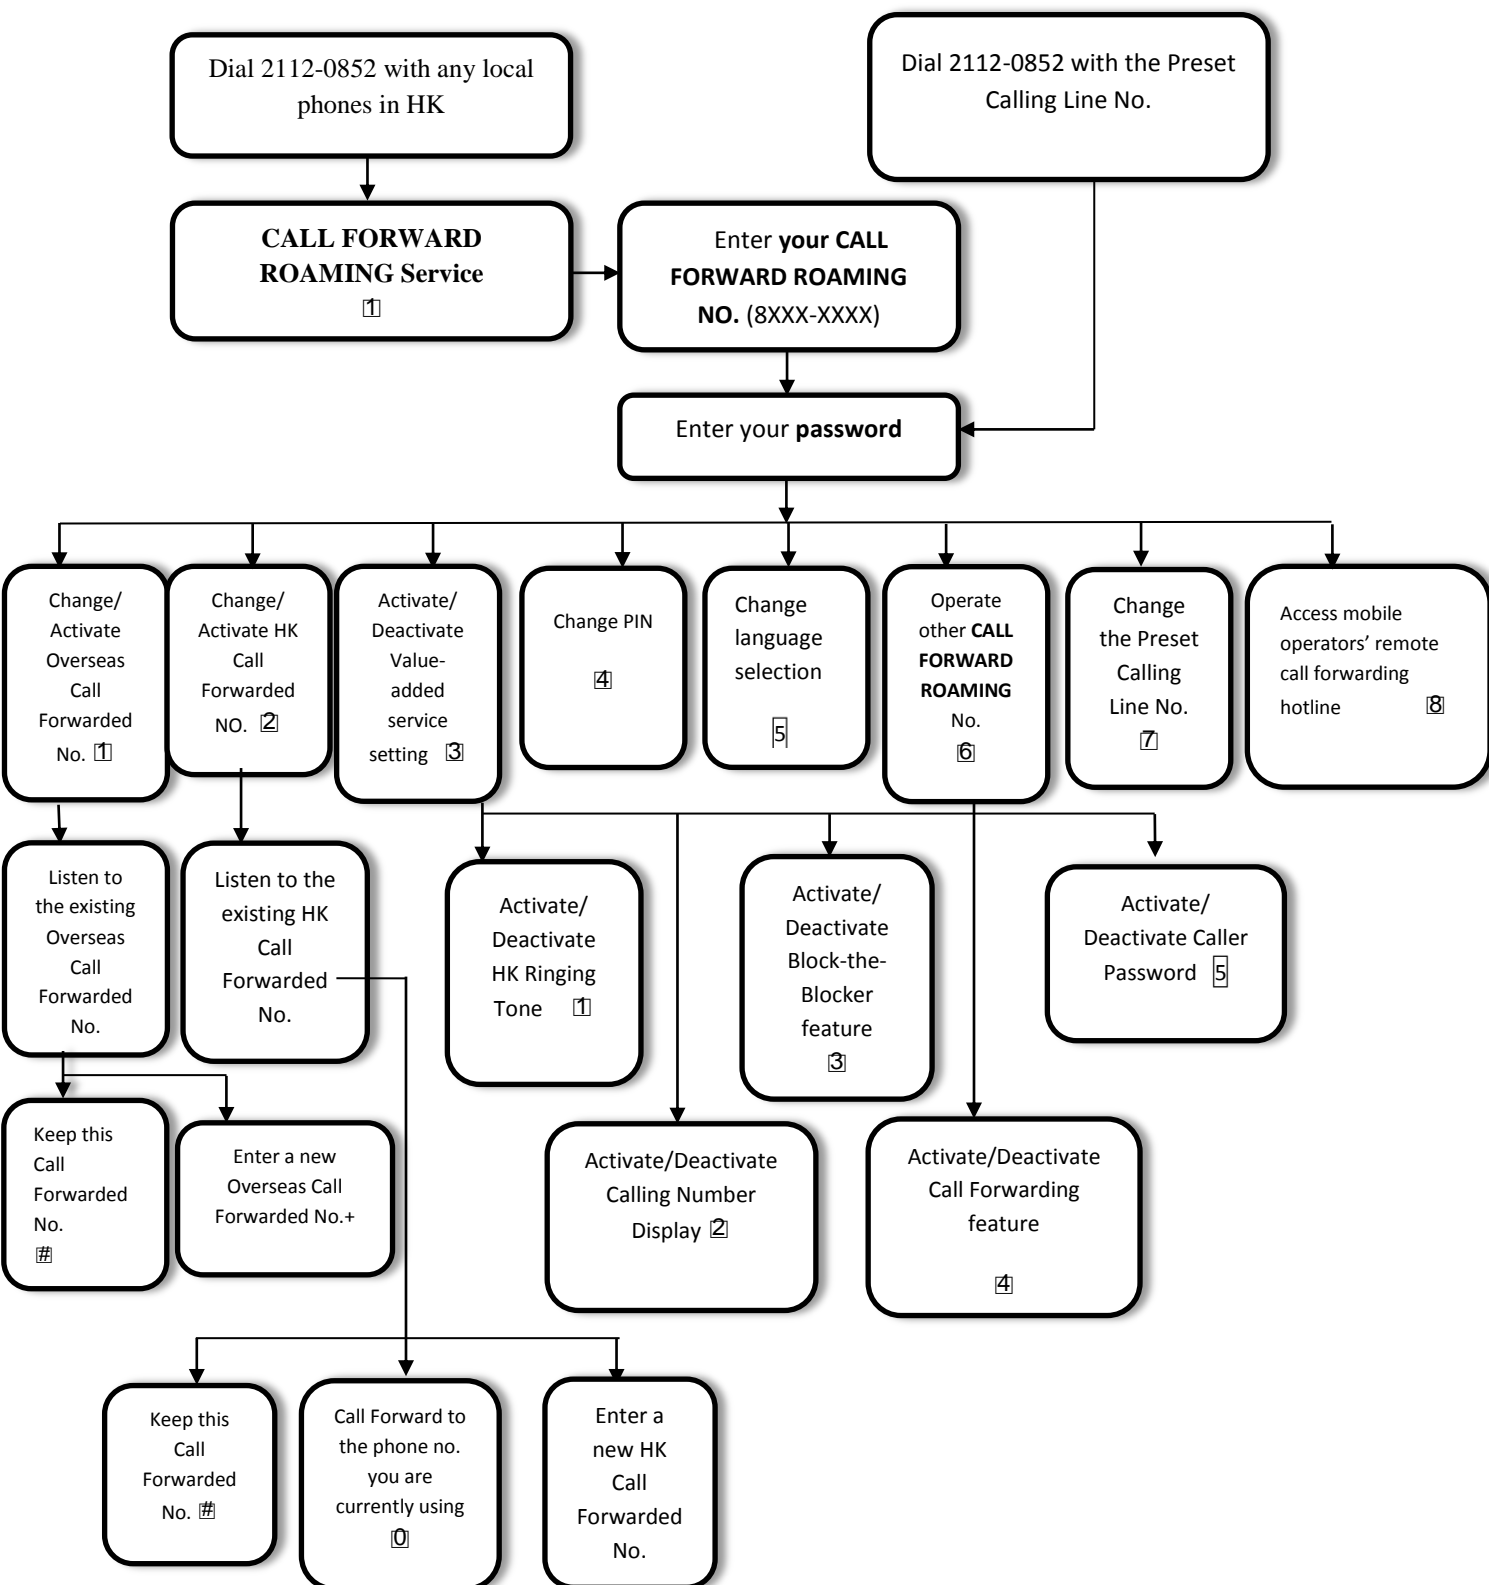 Dial 2112-0852 with any local
phones in HK
Dial 2112-0852 with the Preset
Calling Line No.
CALL FORWARD
ROAMING Service
1
Enter your CALL
FORWARD ROAMING
NO. (8XXX-XXXX)
Enter your password
Change/
Activate
Overseas
Call
Forwarded
No. 1
Change/
Activate HK
Call
Forwarded
NO. 2
Activate/
Deactivate
Value-
added
service
setting 3
Change PIN
4
Change
language
selection
5
Operate
other CALL
FORWARD
ROAMING
No.
6
Change
the Preset
Calling
Line No.
7
Access mobile
operators’ remote
call forwarding
hotline 8
Listen to
the existing
Overseas
Call
Forwarded
No.
Listen to the
existing HK
Call
Forwarded
No.
Activate/
Deactivate
HK Ringing
Tone 1
Activate/
Deactivate
Block-the-
Blocker
feature
3
Activate/
Deactivate Caller
Password 5
Keep this
Call
Forwarded
No.
#
Enter a new
Overseas Call
Forwarded No.+
Activate/Deactivate
Calling Number
Display 2
Activate/Deactivate
Call Forwarding
feature
4
Keep this
Call
Forwarded
No. #
Call Forward to
the phone no.
you are
currently using
0
Enter a
new HK
Call
Forwarded
No.